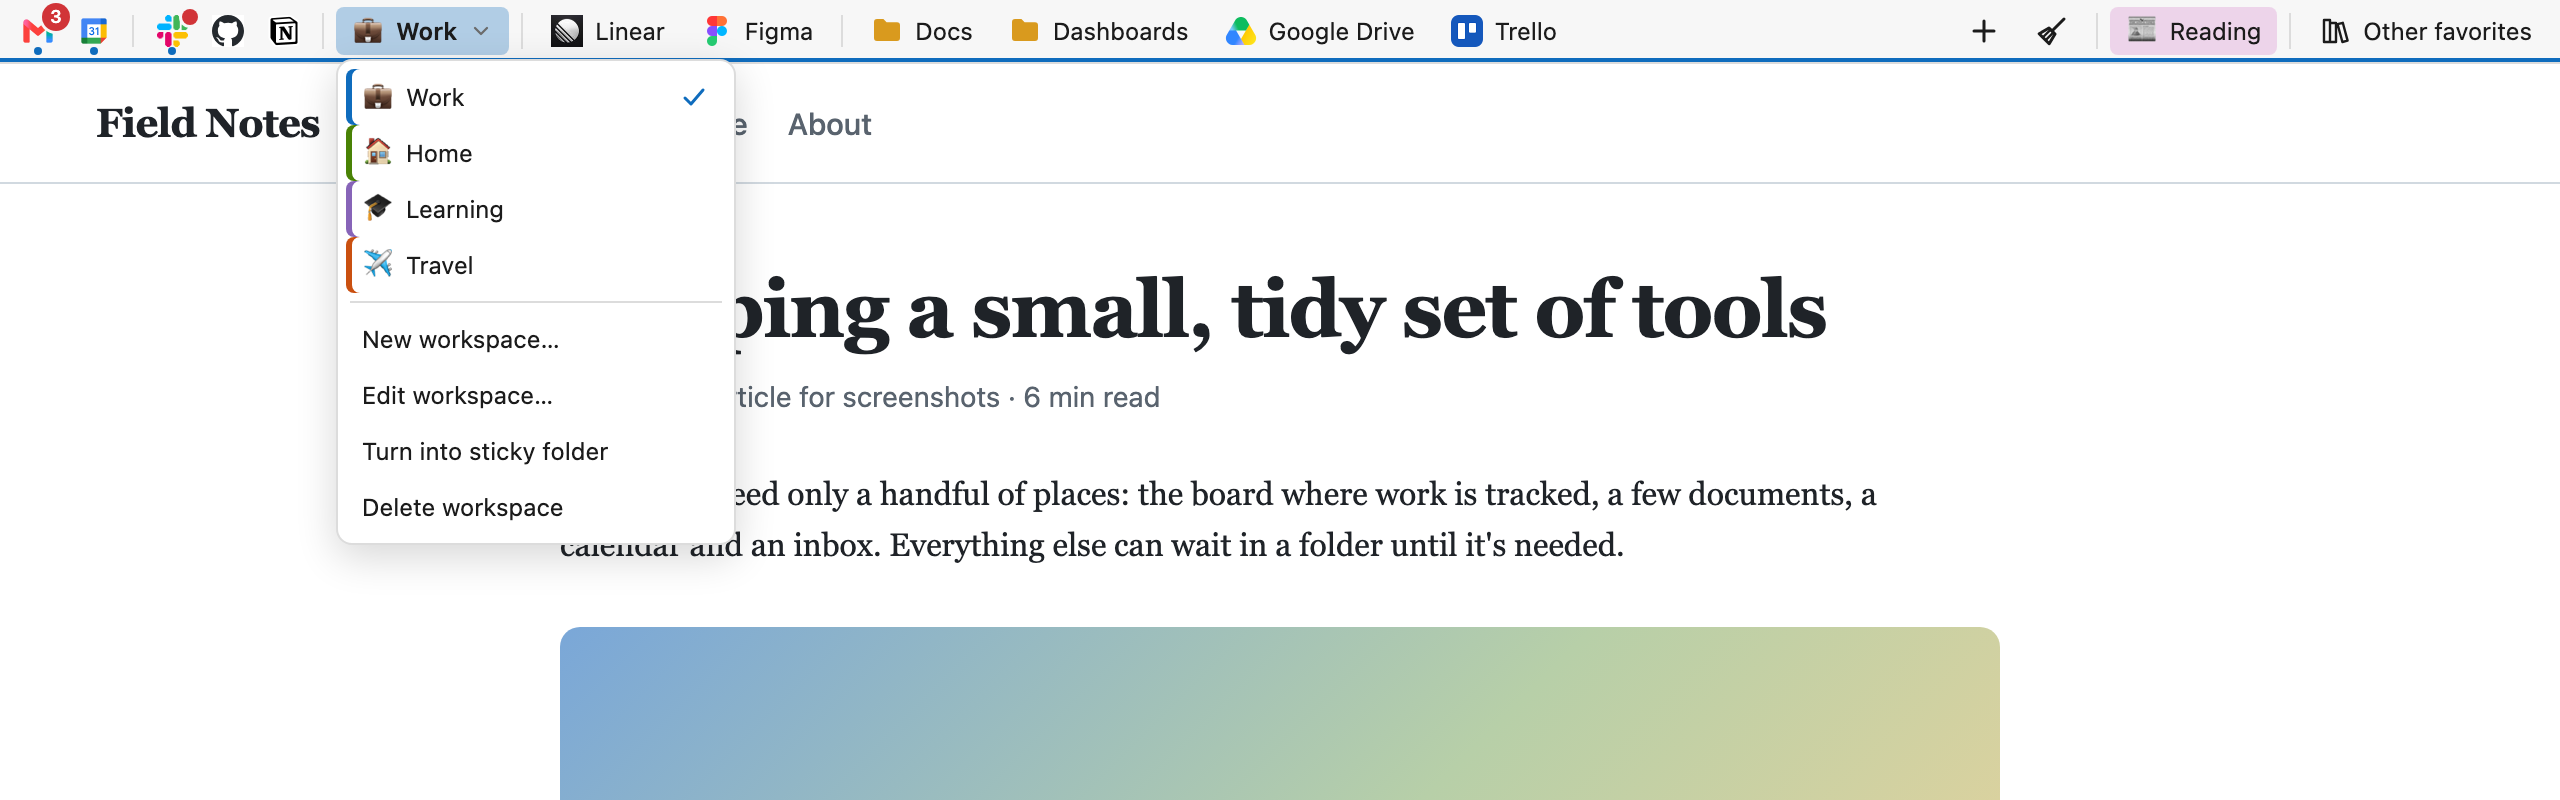 3
31
Work
Linear
Figma
Docs
Dashboards
Google Drive
Trello
Reading
Other favorites
Work
Home
Learning
Travel
New workspace...
Edit workspace...
Turn into sticky folder
Delete workspace
Field Notes
About
a small, tidy set of tools
for screenshots · 6 min read
only a handful of places: the board where work is tracked, a few documents, a
calendar and an inbox. Everything else can wait in a folder until it's needed.